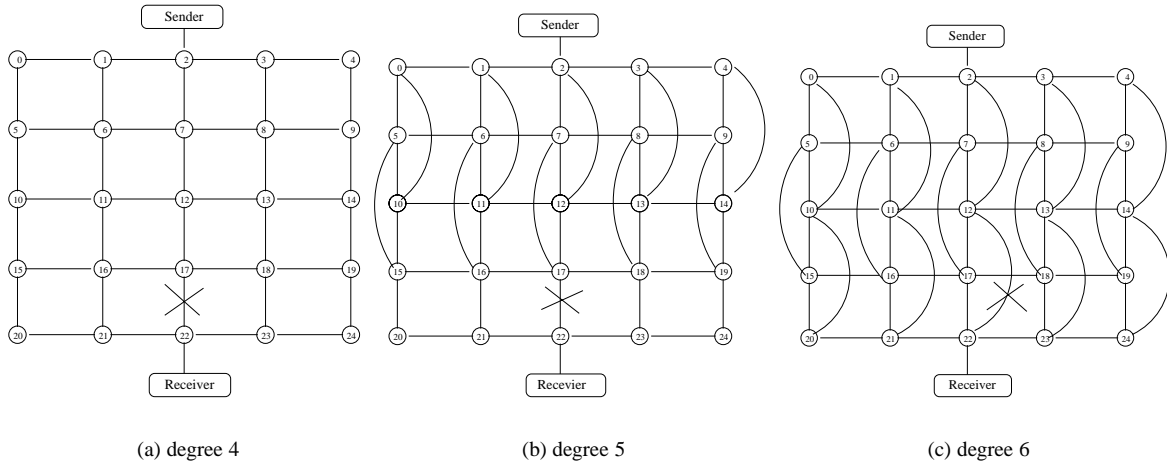 Sender
0 1 2 3 4
5 6 7 8 9
10 11 12 13 14
15 16 17 18 19
20 21 22 23 24
Receiver
(a) degree 4
Sender
0 1 2 3 4
5 6 7 8 9
10 11 12 13 14
15 16 17 18 19
20 21 22 23 24
Recevier
(b) degree 5
Sender
0 1 2 3 4
5 6 7 8 9
10 11 12 13 14
15 16 17 18 19
20 21 22 23 24
Receiver
(c) degree 6